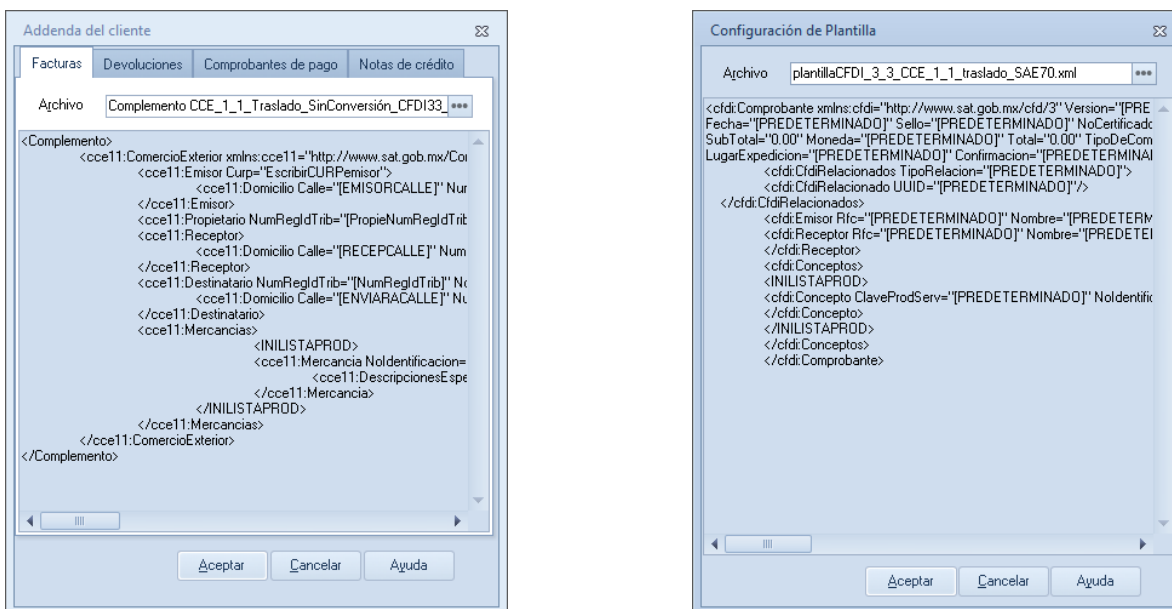 Addenda del cliente
Facturas Devoluciones Comprobantes de pago Notas de crédito
Archivo Complemento CCE_1_1_Traslado_SinConversión_CFDI33_
<Complemento>
<cce11:ComercioExterior xmlns:cce11="http://www.sat.gob.mx/Co
<cce11:Emisor Curp="EscribirCURPemisor">
<cce11:Domicilio Calle="[EMISORCALLE]" Nur
</cce11:Emisor>
<cce11:Propietario NumRegIdTrib="[PropieNumRegIdTrib
<cce11:Receptor>
<cce11:Domicilio Calle="[RECEPCALLE]" Num
</cce11:Receptor>
<cce11:Destinatario NumRegIdTrib="[NumRegIdTrib]" No
<cce11:Domicilio Calle="[ENVIARACALLE]" Nu
</cce11:Destinatario>
<cce11:Mercancias>
<INILISTAPROD>
<cce11:Mercancia NoIdentificacion=
<cce11:DescripcionesEspe
</cce11:Mercancia>
</INILISTAPROD>
</cce11:Mercancias>
</cce11:ComercioExterior>
</Complemento>
Aceptar Cancelar Ayuda
Configuración de Plantilla
Archivo plantillaCFDI_3_3_CCE_1_1_traslado_SAE70.xml
<cfdi:Comprobante xmlns:cfdi="http://www.sat.gob.mx/cfd/3" Version="[PRE
Fecha="[PREDETERMINADO]" Sello="[PREDETERMINADO]" NoCertificado
SubTotal="0.00" Moneda="[PREDETERMINADO]" Total="0.00" TipoDeCom
LugarExpedicion="[PREDETERMINADO]" Confirmacion="[PREDETERMINA
<cfdi:CfdiRelacionados TipoRelacion="[PREDETERMINADO]">
<cfdi:CfdiRelacionado UUID="[PREDETERMINADO]"/>
</cfdi:CfdiRelacionados>
<cfdi:Emisor Rfc="[PREDETERMINADO]" Nombre="[PREDETERM
<cfdi:Receptor Rfc="[PREDETERMINADO]" Nombre="[PREDETE
</cfdi:Receptor>
<cfdi:Conceptos>
<INILISTAPROD>
<cfdi:Concepto ClaveProdServ="[PREDETERMINADO]" NoIdentific
</cfdi:Concepto>
</INILISTAPROD>
</cfdi:Conceptos>
</cfdi:Comprobante>
Aceptar Cancelar Ayuda